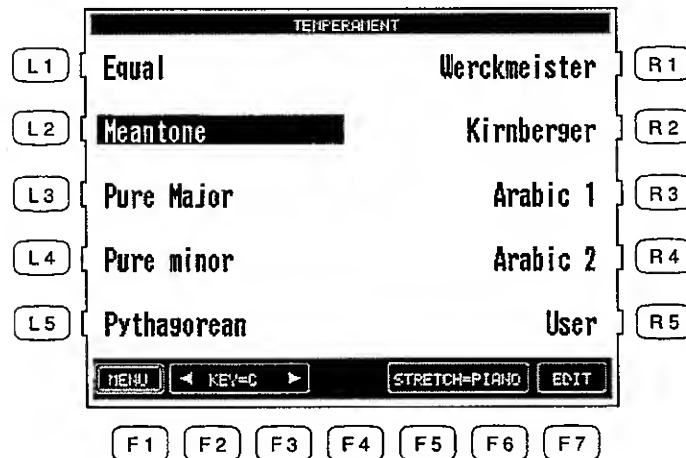 TEMPERAMENT
L1 Equal Werckmeister R1
L2 Meantone Kirnberger R2
L3 Pure Major Arabic 1 R3
L4 Pure minor Arabic 2 R4
L5 Pythagorean User R5
MENU ◄ KEY=C ► STRETCH=PIANO EDIT
F1 F2 F3 F4 F5 F6 F7